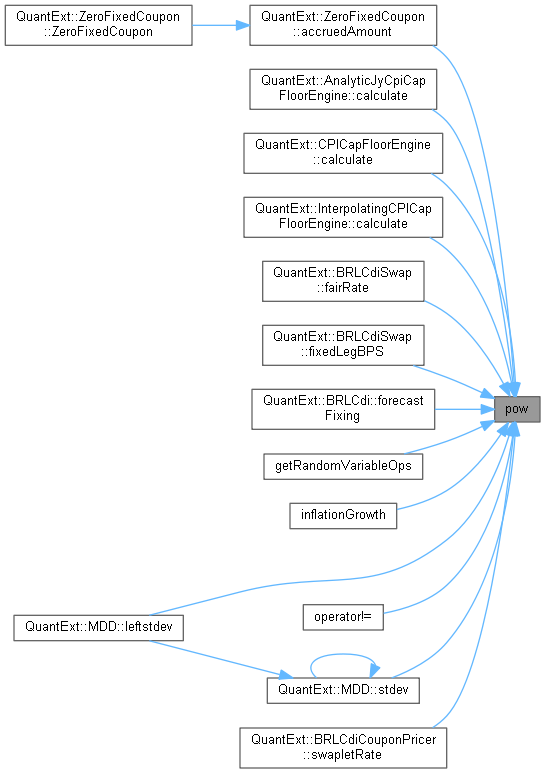 QuantExt::ZeroFixedCoupon
::ZeroFixedCoupon
QuantExt::ZeroFixedCoupon
::accruedAmount
QuantExt::AnalyticJyCpiCap
FloorEngine::calculate
QuantExt::CPICapFloorEngine
::calculate
QuantExt::InterpolatingCPICap
FloorEngine::calculate
QuantExt::BRLCdiSwap
::fairRate
QuantExt::BRLCdiSwap
::fixedLegBPS
QuantExt::BRLCdi::forecast
Fixing
pow
getRandomVariableOps
inflationGrowth
operator!=
QuantExt::MDD::leftstdev
QuantExt::MDD::stdev
QuantExt::BRLCdiCouponPricer
::swapletRate